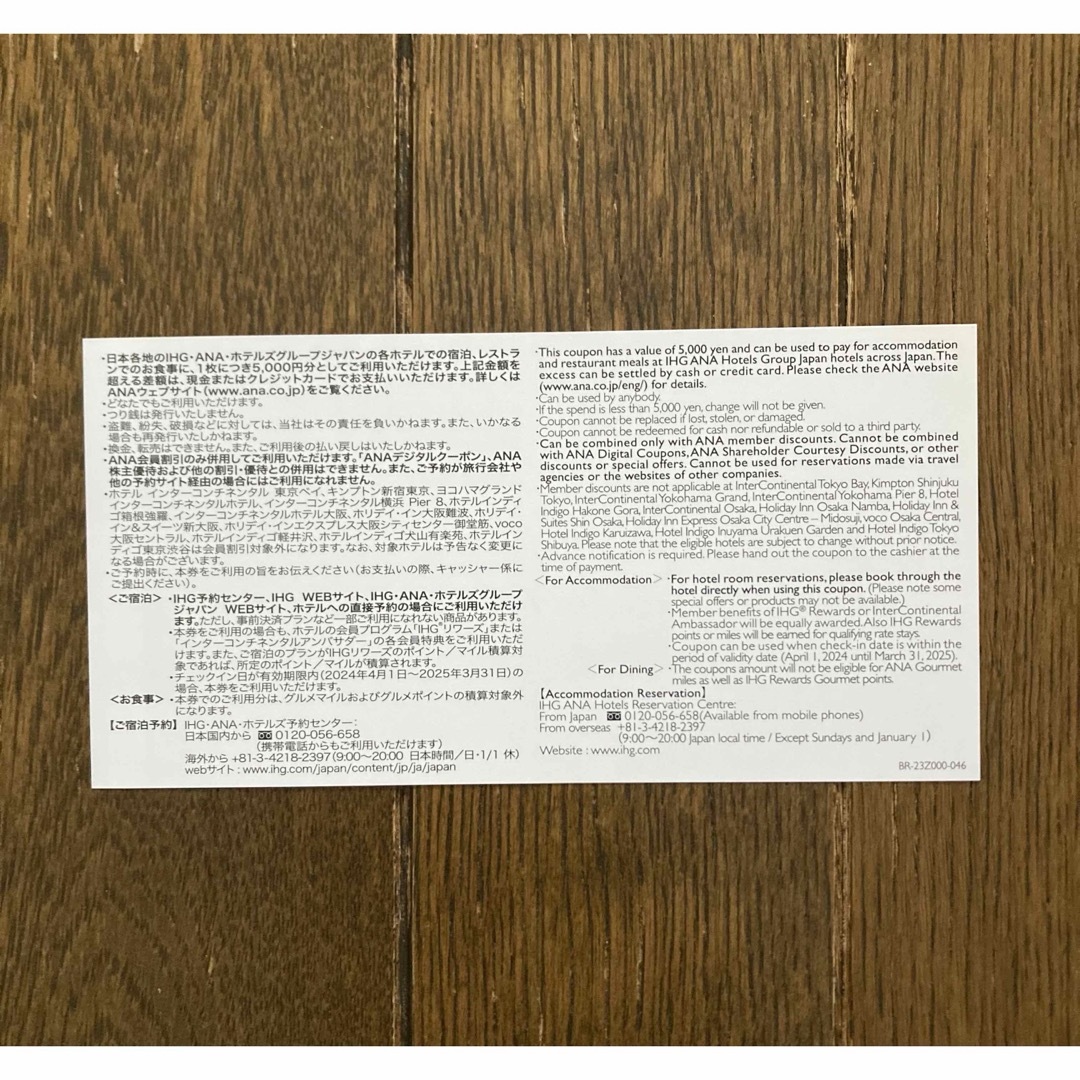 ・日本各地のIHG・ANA・ホテルズグループジャパンの各ホテルでの宿泊、レストラ
ンでのお食事に、1枚につき5,000円分としてご利用いただけます。上記金額を
超える差額は、現金またはクレジットカードでお支払いいただけます。詳しくは
ANAウェブサイト(www.ana.co.jp)をご覧ください。
・どなたでもご利用いただけます。
・つり銭は発行いたしません。
・盗難、紛失、破損などに対しては、当社はその責任を負いかねます。また、いかなる
場合も再発行いたしかねます。
・換金、転売はできません。また、ご利用後の払い戻しはいたしかねます。
・ANA会員割引のみ併用してご利用いただけます。「ANAデジタルクーポン」、ANA
株主優待および他の割引・優待との併用はできません。また、ご予約が旅行会社や
他の予約サイト経由の場合にはご利用になれません。
・ホテル インターコンチネンタル 東京ベイ、キンプトン新宿東京、ヨコハマグランド
インターコンチネンタルホテル、インターコンチネンタル横浜 Pier 8、ホテルインディ
ゴ箱根強羅、インターコンチネンタルホテル大阪、ホリデイ・イン大阪難波、ホリデイ・
イン&スイーツ新大阪、ホリデイ・インエクスプレス大阪シティセンター御堂筋、voco
大阪セントラル、ホテルインディゴ軽井沢、ホテルインディゴ犬山有楽苑、ホテルイン
ディゴ東京渋谷は会員割引対象外になります。なお、対象ホテルは予告なく変更にな
る場合がございます。
・ご予約時に、本券をご利用の旨をお伝えください(お支払いの際、キャッシャー係に
ご提出ください)。
<ご宿泊>・IHG予約センター、IHG WEBサイト、IHG・ANA・ホテルズグループ
ジャパン WEBサイト、ホテルへの直接予約の場合にご利用いただけ
ます。ただし、事前決済プランなど一部ご利用になれない商品があります。
・本券をご利用の場合も、ホテルの会員プログラム「IHG®リワーズ」または
「インターコンチネンタルアンバサダー」の各会員特典をご利用いただ
けます。また、ご宿泊のプランがIHGリワーズのポイント/マイル積算対
象であれば、所定のポイント/マイルが積算されます。
・チェックイン日が有効期限内(2024年4月1日〜2025年3月31日)の
場合、本券をご利用いただけます。
<お食事>・本券でのご利用分は、グルメマイルおよびグルメポイントの積算対象外
になります。
【ご宿泊予約】IHG・ANA・ホテルズ予約センター:
日本国内から 0120-056-658
(携帯電話からもご利用いただけます)
海外から +81-3-4218-2397(9:00〜20:00 日本時間/日・1/1 休)
webサイト:www.ihg.com/japan/content/jp/ja/japan
・This coupon has a value of 5,000 yen and can be used to pay for accommodation
and restaurant meals at IHG ANA Hotels Group Japan hotels across Japan. The
excess can be settled by cash or credit card. Please check the ANA website
(www.ana.co.jp/eng/) for details.
・Can be used by anybody.
・If the spend is less than 5,000 yen, change will not be given.
・Coupon cannot be replaced if lost, stolen, or damaged.
・Coupon cannot be redeemed for cash nor refundable or sold to a third party.
・Can be combined only with ANA member discounts. Cannot be combined
with ANA Digital Coupons, ANA Shareholder Courtesy Discounts, or other
discounts or special offers. Cannot be used for reservations made via travel
agencies or the websites of other companies.
・Member discounts are not applicable at InterContinental Tokyo Bay, Kimpton Shinjuku
Tokyo, InterContinental Yokohama Grand, InterContinental Yokohama Pier 8, Hotel
Indigo Hakone Gora, InterContinental Osaka, Holiday Inn Osaka Namba, Holiday Inn &
Suites Shin Osaka, Holiday Inn Express Osaka City Centre – Midosuji, voco Osaka Central,
Hotel Indigo Karuizawa, Hotel Indigo Inuyama Urakuen Garden and Hotel Indigo Tokyo
Shibuya. Please note that the eligible hotels are subject to change without prior notice.
・Advance notification is required. Please hand out the coupon to the cashier at the
time of payment.
<For Accommodation>・For hotel room reservations, please book through the
hotel directly when using this coupon. (Please note some
special offers or products may not be available.)
・Member benefits of IHG® Rewards or InterContinental
Ambassador will be equally awarded. Also IHG Rewards
points or miles will be earned for qualifying rate stays.
・Coupon can be used when check-in date is within the
period of validity date (April 1, 2024 until March 31, 2025).
<For Dining>・The coupons amount will not be eligible for ANA Gourmet
miles as well as IHG Rewards Gourmet points.
【Accommodation Reservation】
IHG ANA Hotels Reservation Centre:
From Japan 0120-056-658(Available from mobile phones)
From overseas +81-3-4218-2397
(9:00〜20:00 Japan local time / Except Sundays and January 1)
Website : www.ihg.com
BR-23Z000-046